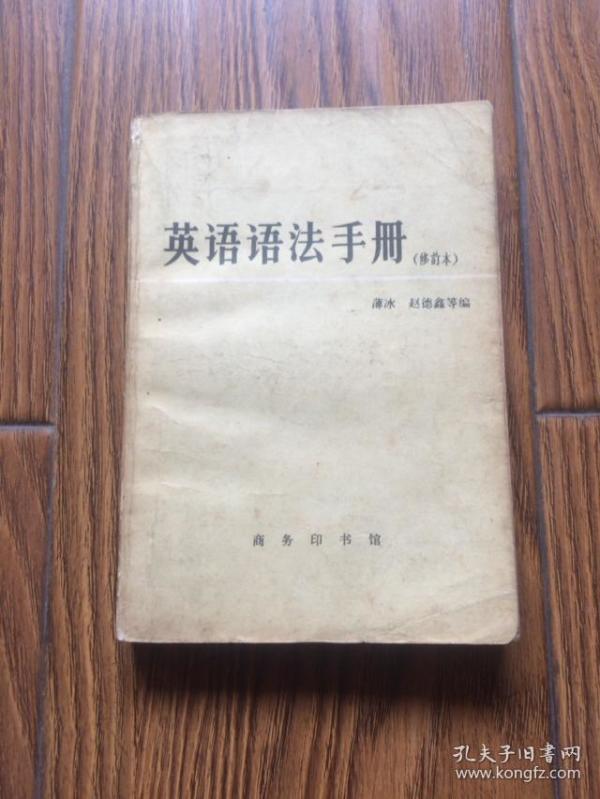 英语语法手册(修订本)
薄冰 赵德鑫等编
商务印书馆
孔夫子旧书网
www.kongfz.com